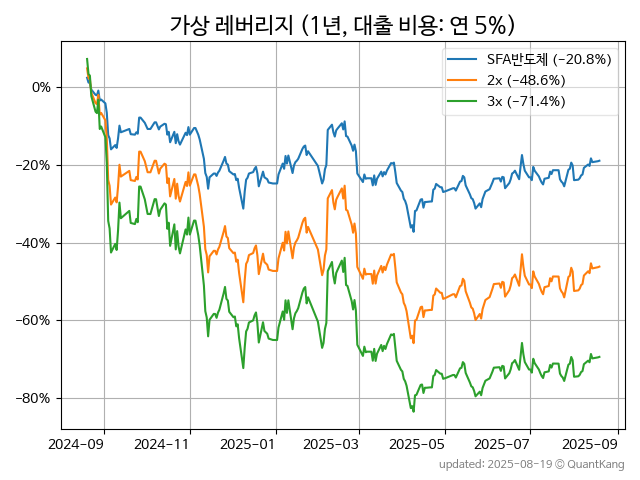 가상 레버리지 (1년, 대출 비용: 연 5%)
SFA반도체 (−20.8%)
2x (−48.6%)
3x (−71.4%)
0%
−20%
−40%
−60%
−80%
2024−09 2024−11 2025−01 2025−03 2025−05 2025−07 2025−09
updated: 2025-08-19 © QuantKang